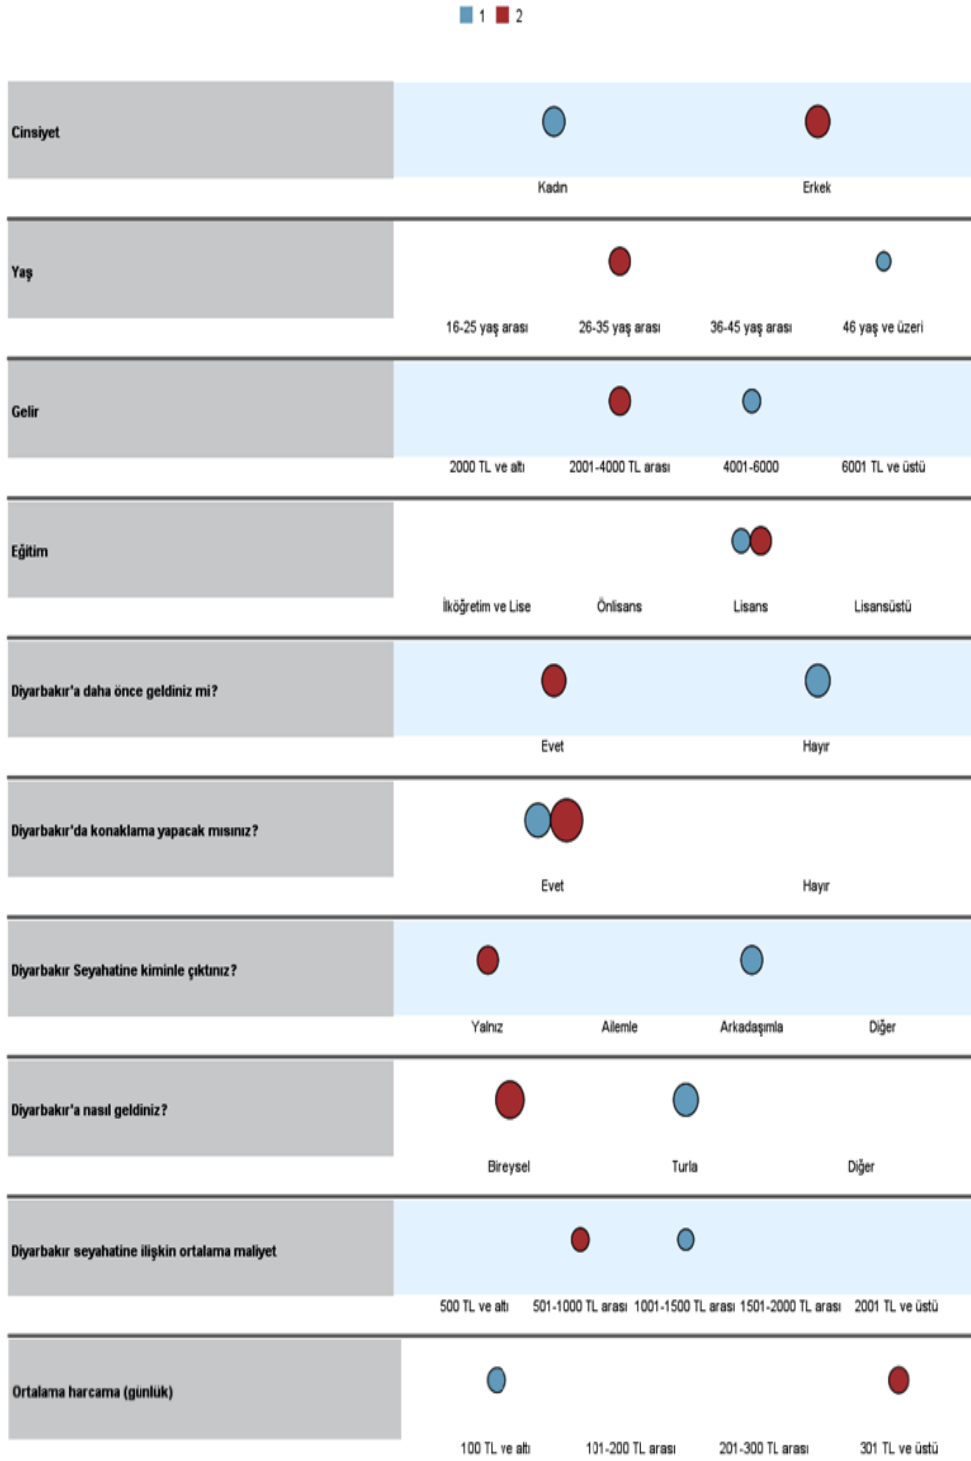 1 2
Cinsiyet
Kadın Erkek
Yaş
16-25 yaş arası 26-35 yaş arası 36-45 yaş arası 46 yaş ve üzeri
Gelir
2000 TL ve altı 2001-4000 TL arası 4001-6000 6001 TL ve üstü
Eğitim
İlköğretim ve Lise Önlisans Lisans Lisansüstü
Diyarbakır'a daha önce geldiniz mi?
Evet Hayır
Diyarbakır'da konaklama yapacak mısınız?
Evet Hayır
Diyarbakır Seyahatine kiminle çıktınız?
Yalnız Ailemle Arkadaşımla Diğer
Diyarbakır'a nasıl geldiniz?
Bireysel Turla Diğer
Diyarbakır seyahatine ilişkin ortalama maliyet
500 TL ve altı 501-1000 TL arası 1001-1500 TL arası 1501-2000 TL arası 2001 TL ve üstü
Ortalama harcama (günlük)
100 TL ve altı 101-200 TL arası 201-300 TL arası 301 TL ve üstü